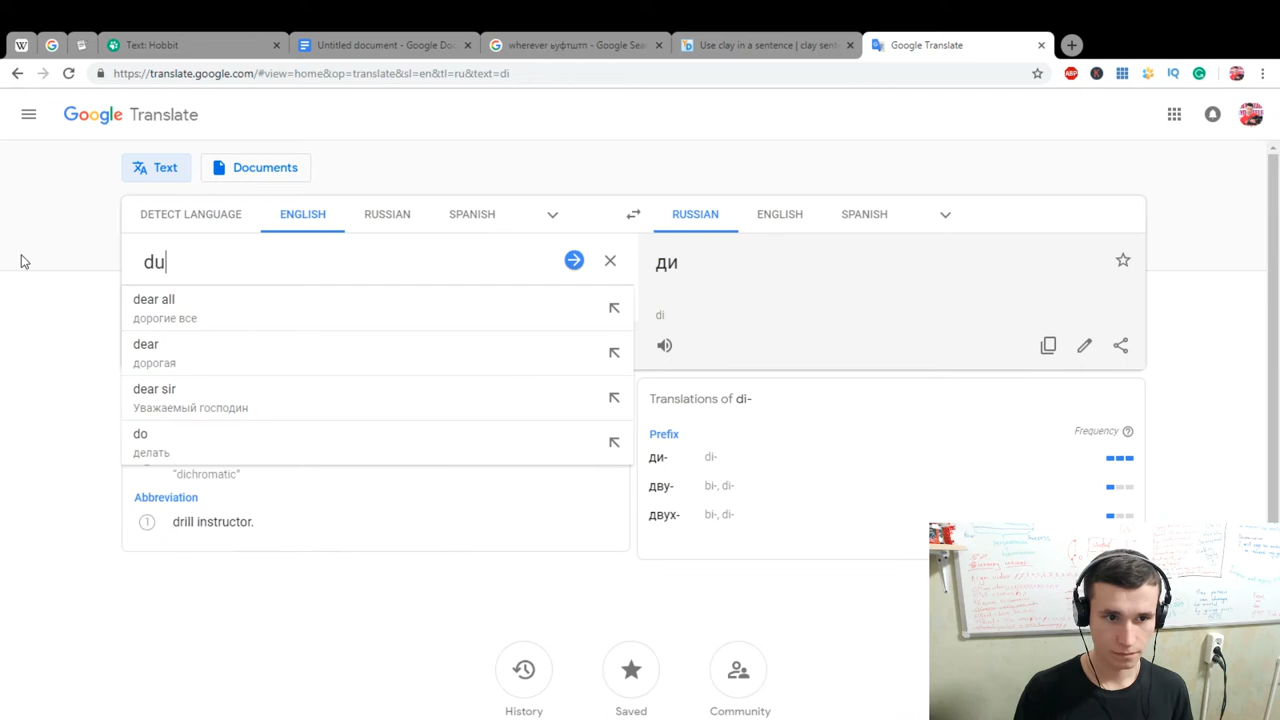 Text: Hobbit
Untitled document - Google Doc
wherever ьуфтштп - Google Sea
Use clay in a sentence | clay sent
Google Translate
https://translate.google.com/#view=home&op=translate&sl=en&tl=ru&text=di
Google Translate
Text
Documents
DETECT LANGUAGE ENGLISH RUSSIAN SPANISH
RUSSIAN ENGLISH SPANISH
du
ди
di
dear all
дорогие все
dear
дорогая
dear sir
Уважаемый господин
do
делать
"dichromatic"
Abbreviation
1 drill instructor.
Translations of di-
Prefix Frequency
ди- di-
дву- bi-, di-
двух- bi-, di-
History
Saved
Community